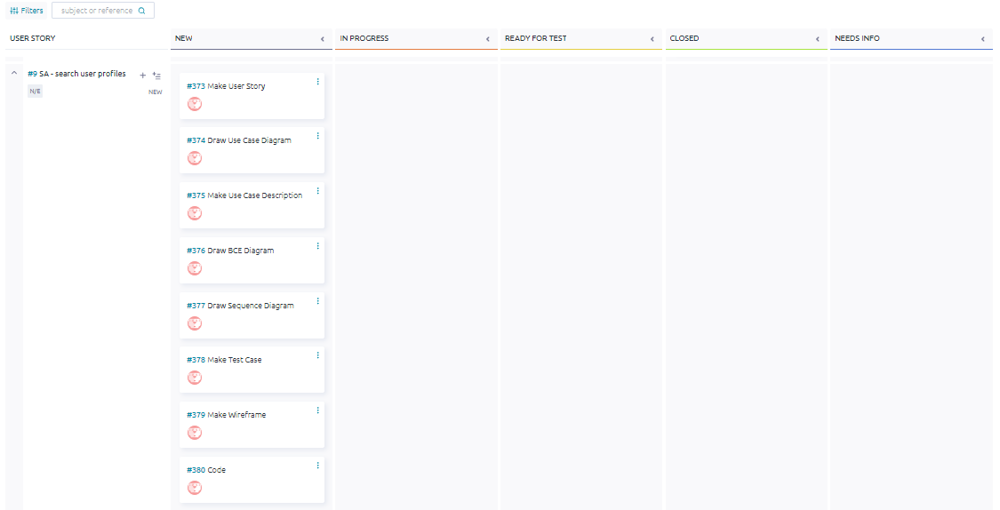 Filters subject or reference
USER STORY NEW IN PROGRESS READY FOR TEST CLOSED NEEDS INFO
#9 SA - search user profiles
N/E NEW
#373 Make User Story
#374 Draw Use Case Diagram
#375 Make Use Case Description
#376 Draw BCE Diagram
#377 Draw Sequence Diagram
#378 Make Test Case
#379 Make Wireframe
#380 Code